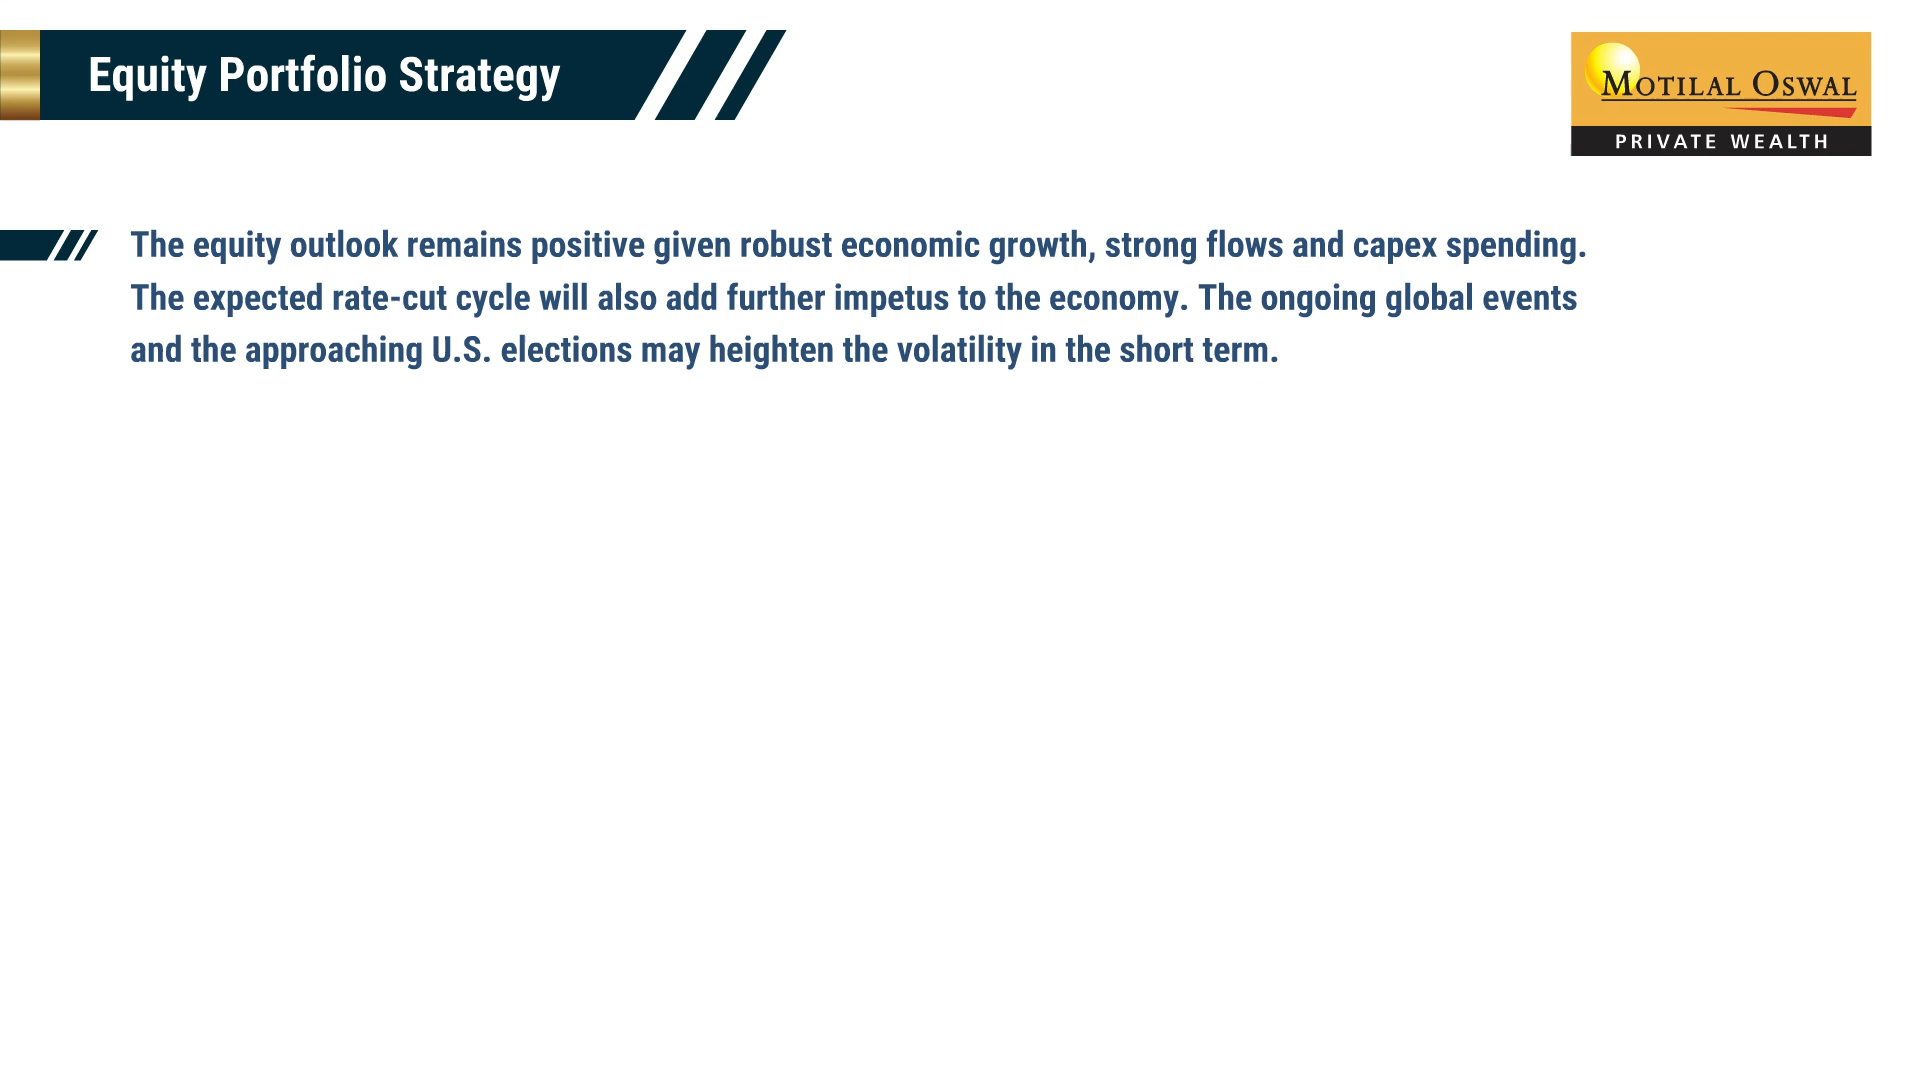 Equity Portfolio Strategy
MOTILAL OSWAL
PRIVATE WEALTH
The equity outlook remains positive given robust economic growth, strong flows and capex spending.
The expected rate-cut cycle will also add further impetus to the economy. The ongoing global events
and the approaching U.S. elections may heighten the volatility in the short term.